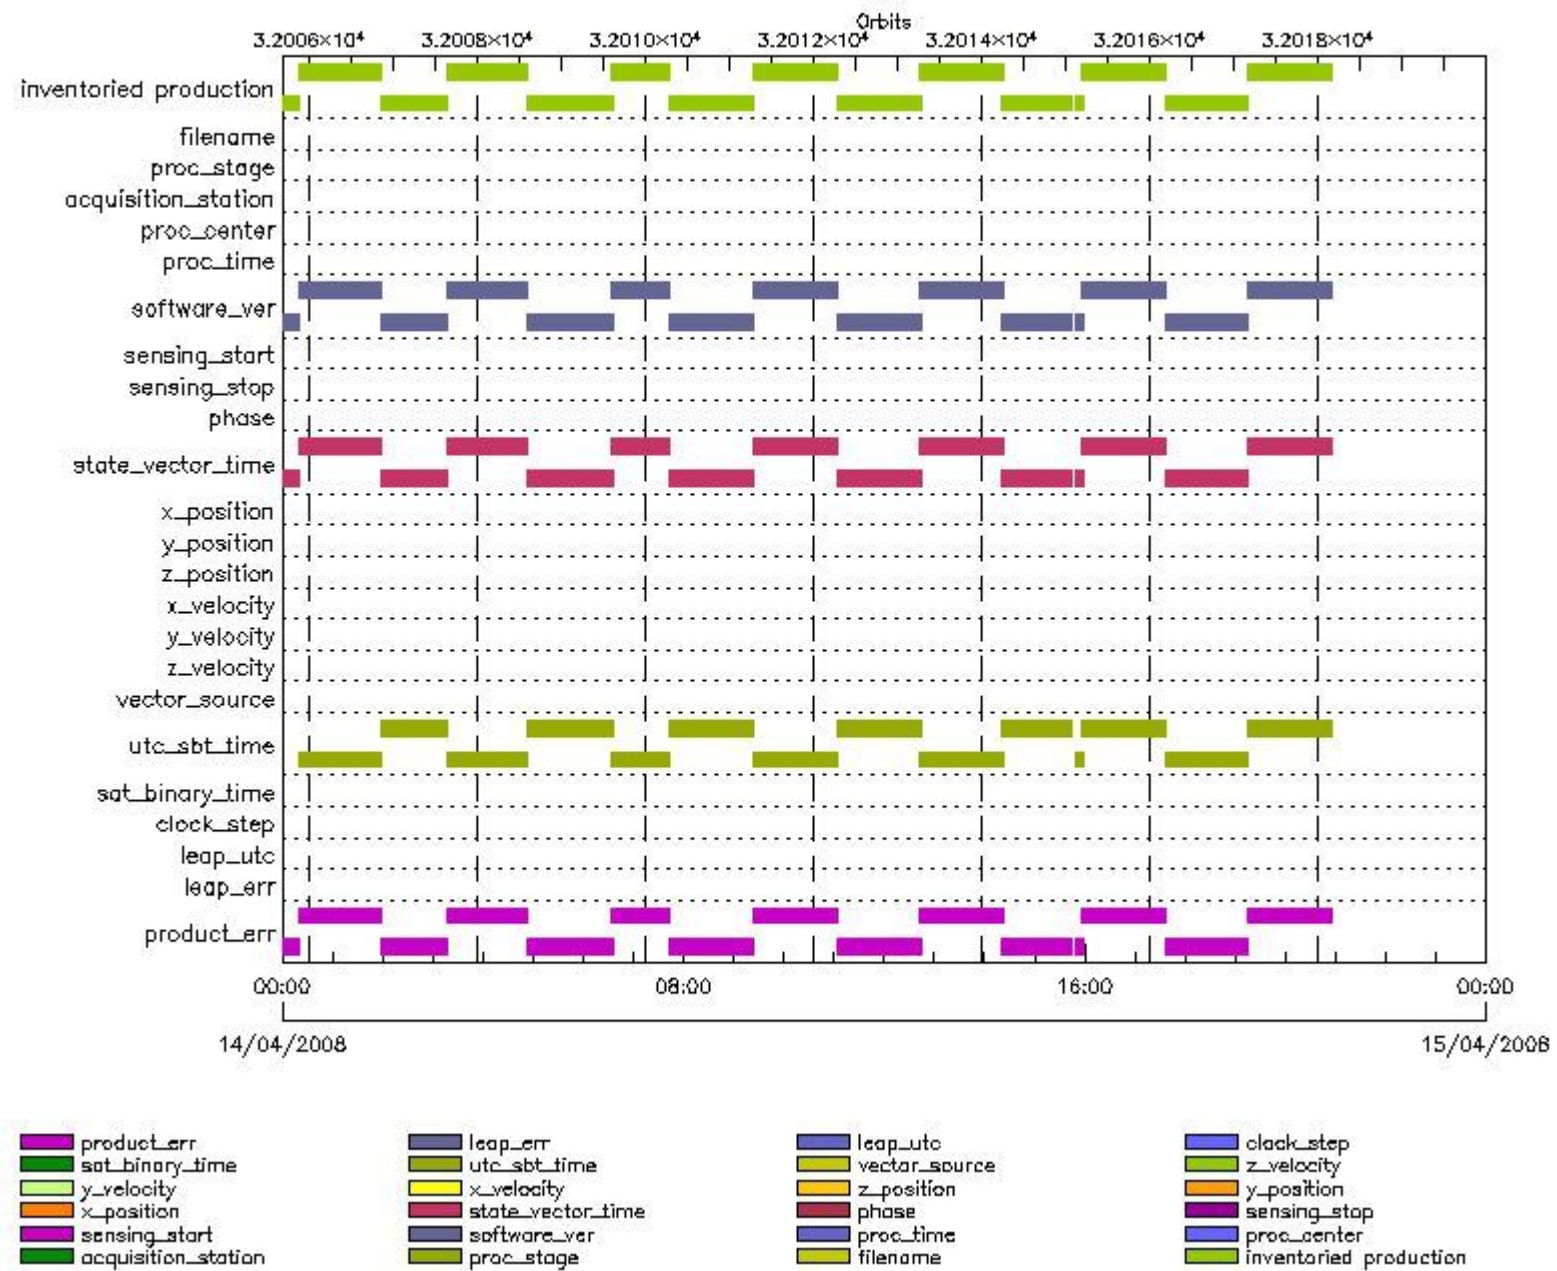 Orbits
3.2006×10⁴ 3.2008×10⁴ 3.2010×10⁴ 3.2012×10⁴ 3.2014×10⁴ 3.2016×10⁴ 3.2018×10⁴
inventoried production
filename
proc_stage
acquisition_station
proc_center
proc_time
software_ver
sensing_start
sensing_stop
phase
state_vector_time
x_position
y_position
z_position
x_velocity
y_velocity
z_velocity
vector_source
utc_sbt_time
sat_binary_time
clock_step
leap_utc
leap_err
product_err
00:00 08:00 16:00 00:00
14/04/2008 15/04/2008
product_err leap_err leap_utc clock_step
sat_binary_time utc_sbt_time vector_source z_velocity
y_velocity x_velocity z_position y_position
x_position state_vector_time phase sensing_stop
sensing_start software_ver proc_time proc_center
acquisition_station proc_stage filename inventoried production